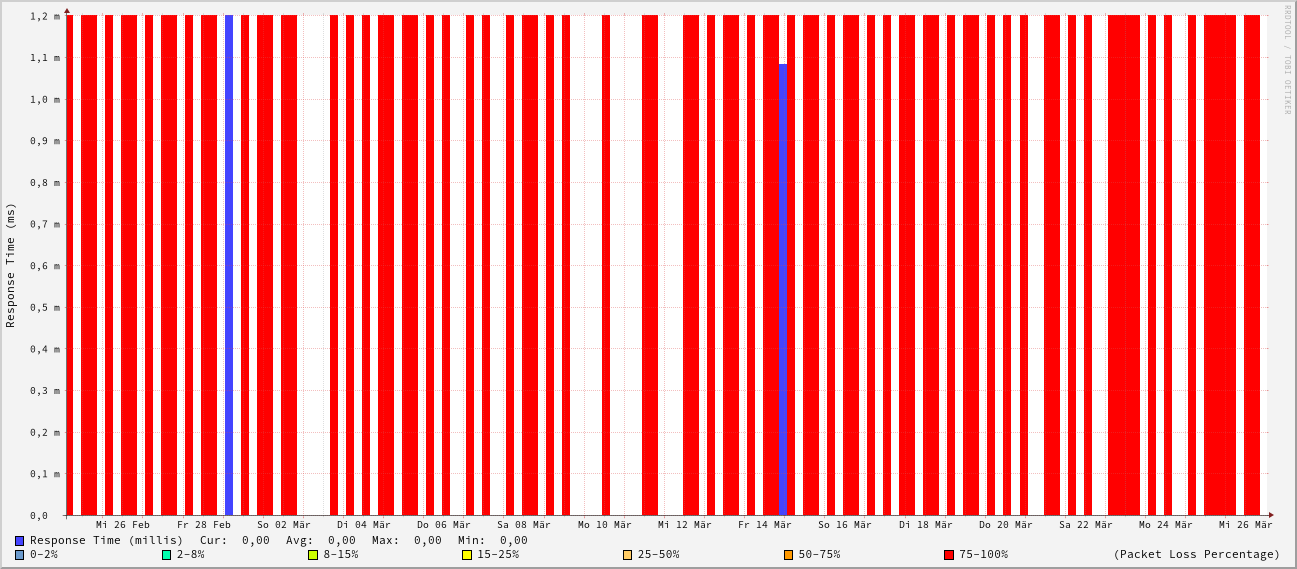 RRDTOOL / TOBI OETIKER
Response Time (ms)
1,2 m
1,1 m
1,0 m
0,9 m
0,8 m
0,7 m
0,6 m
0,5 m
0,4 m
0,3 m
0,2 m
0,1 m
0,0
Mi 26 Feb Fr 28 Feb So 02 Mär Di 04 Mär Do 06 Mär Sa 08 Mär Mo 10 Mär Mi 12 Mär Fr 14 Mär So 16 Mär Di 18 Mär Do 20 Mär Sa 22 Mär Mo 24 Mär Mi 26 Mär
Response Time (millis) Cur: 0,00 Avg: 0,00 Max: 0,00 Min: 0,00
0-2% 2-8% 8-15% 15-25% 25-50% 50-75% 75-100% (Packet Loss Percentage)